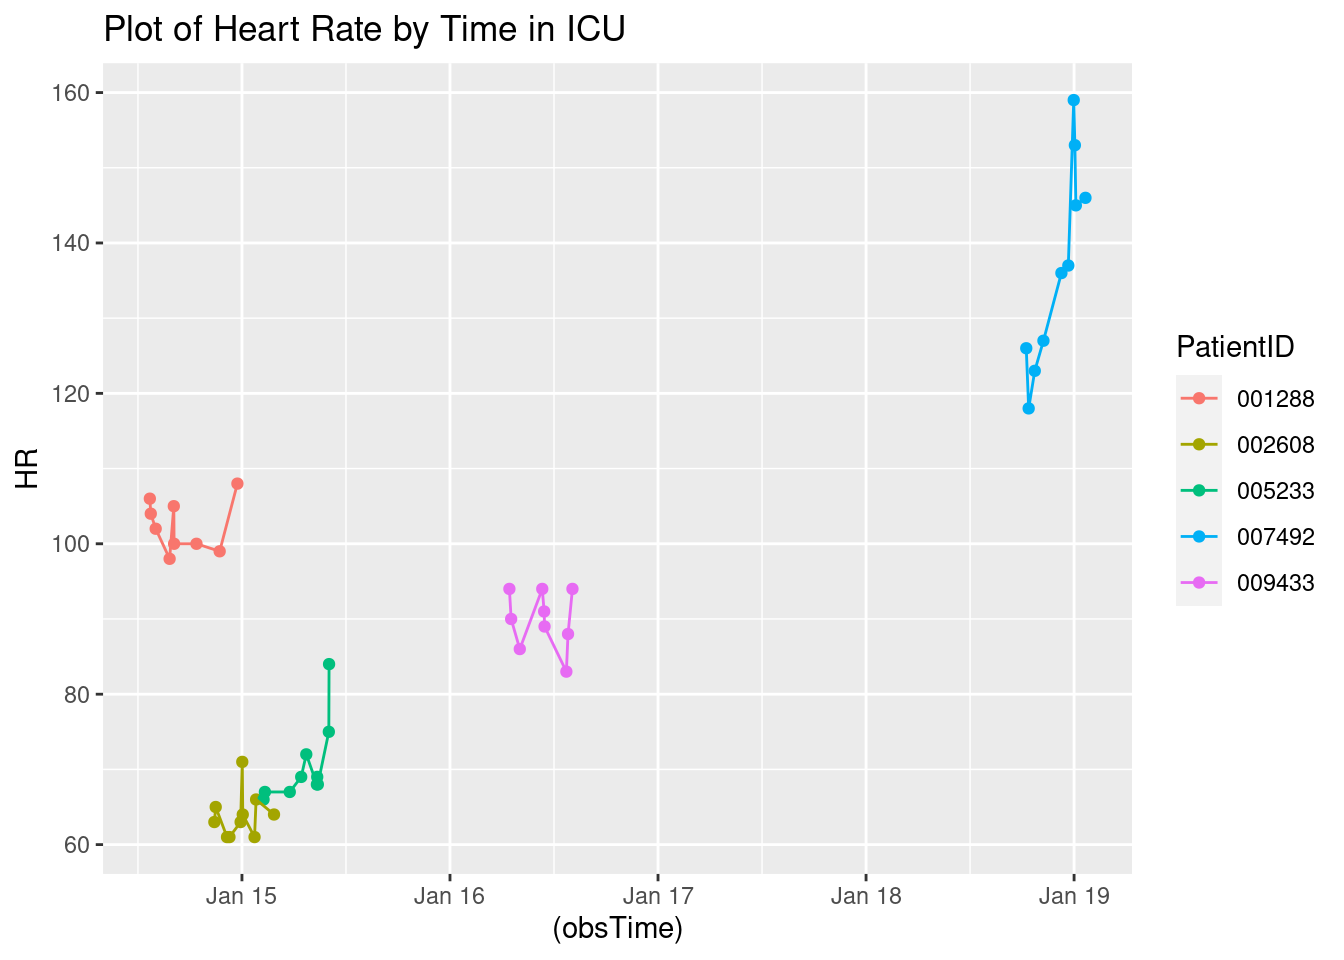 Plot of Heart Rate by Time in ICU
160
140
120
100
80
60
HR
Jan 15 Jan 16 Jan 17 Jan 18 Jan 19
(obsTime)
PatientID
001288
002608
005233
007492
009433